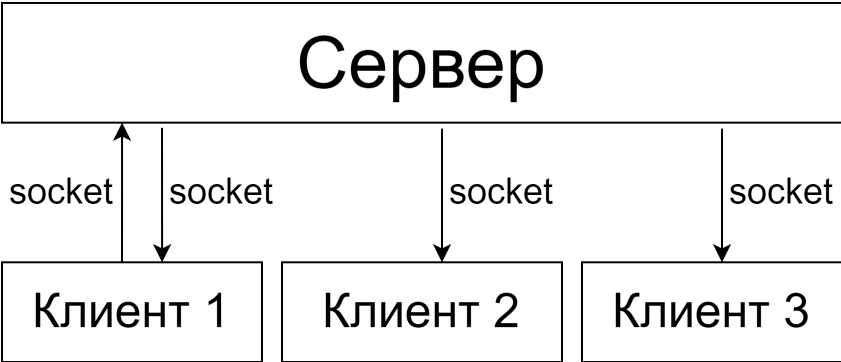 Сервер
socket socket socket socket
Клиент 1 Клиент 2 Клиент 3